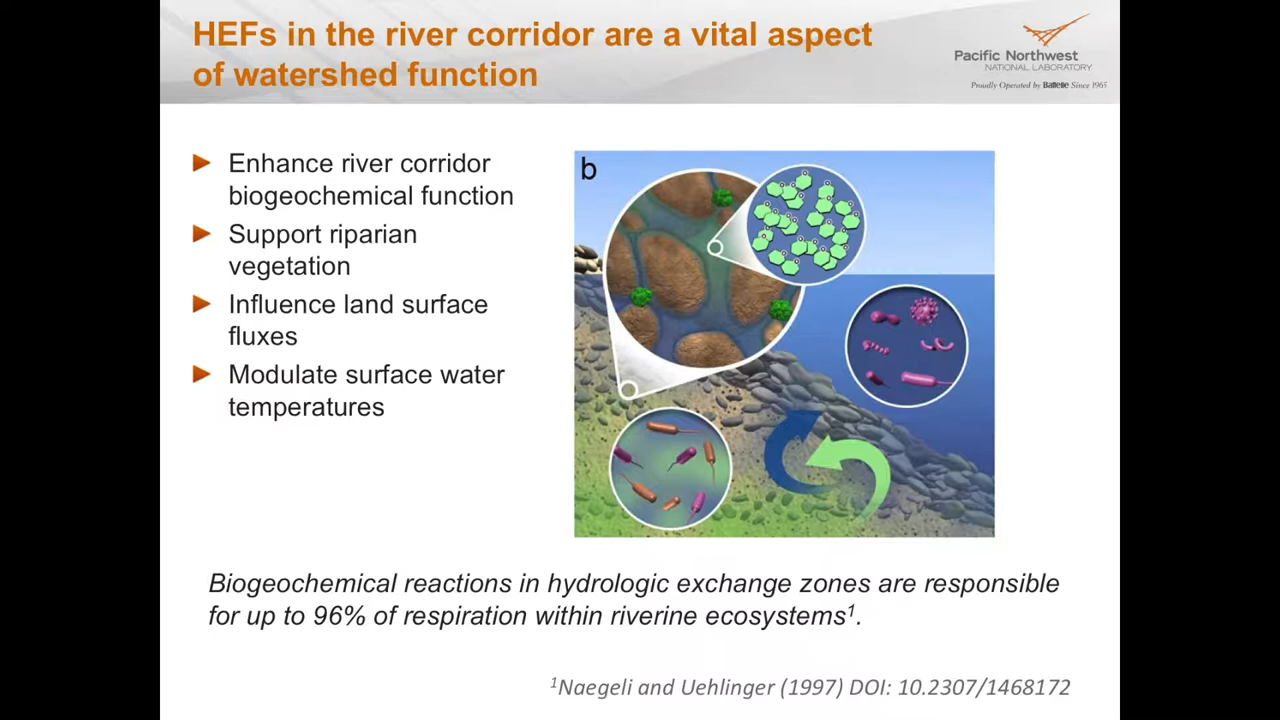 HEFs in the river corridor are a vital aspect
of watershed function
Pacific Northwest
NATIONAL LABORATORY
Proudly Operated by Battelle Since 1965
Enhance river corridor
biogeochemical function
Support riparian
vegetation
Influence land surface
fluxes
Modulate surface water
temperatures
b
Biogeochemical reactions in hydrologic exchange zones are responsible
for up to 96% of respiration within riverine ecosystems¹.
¹Naegeli and Uehlinger (1997) DOI: 10.2307/1468172